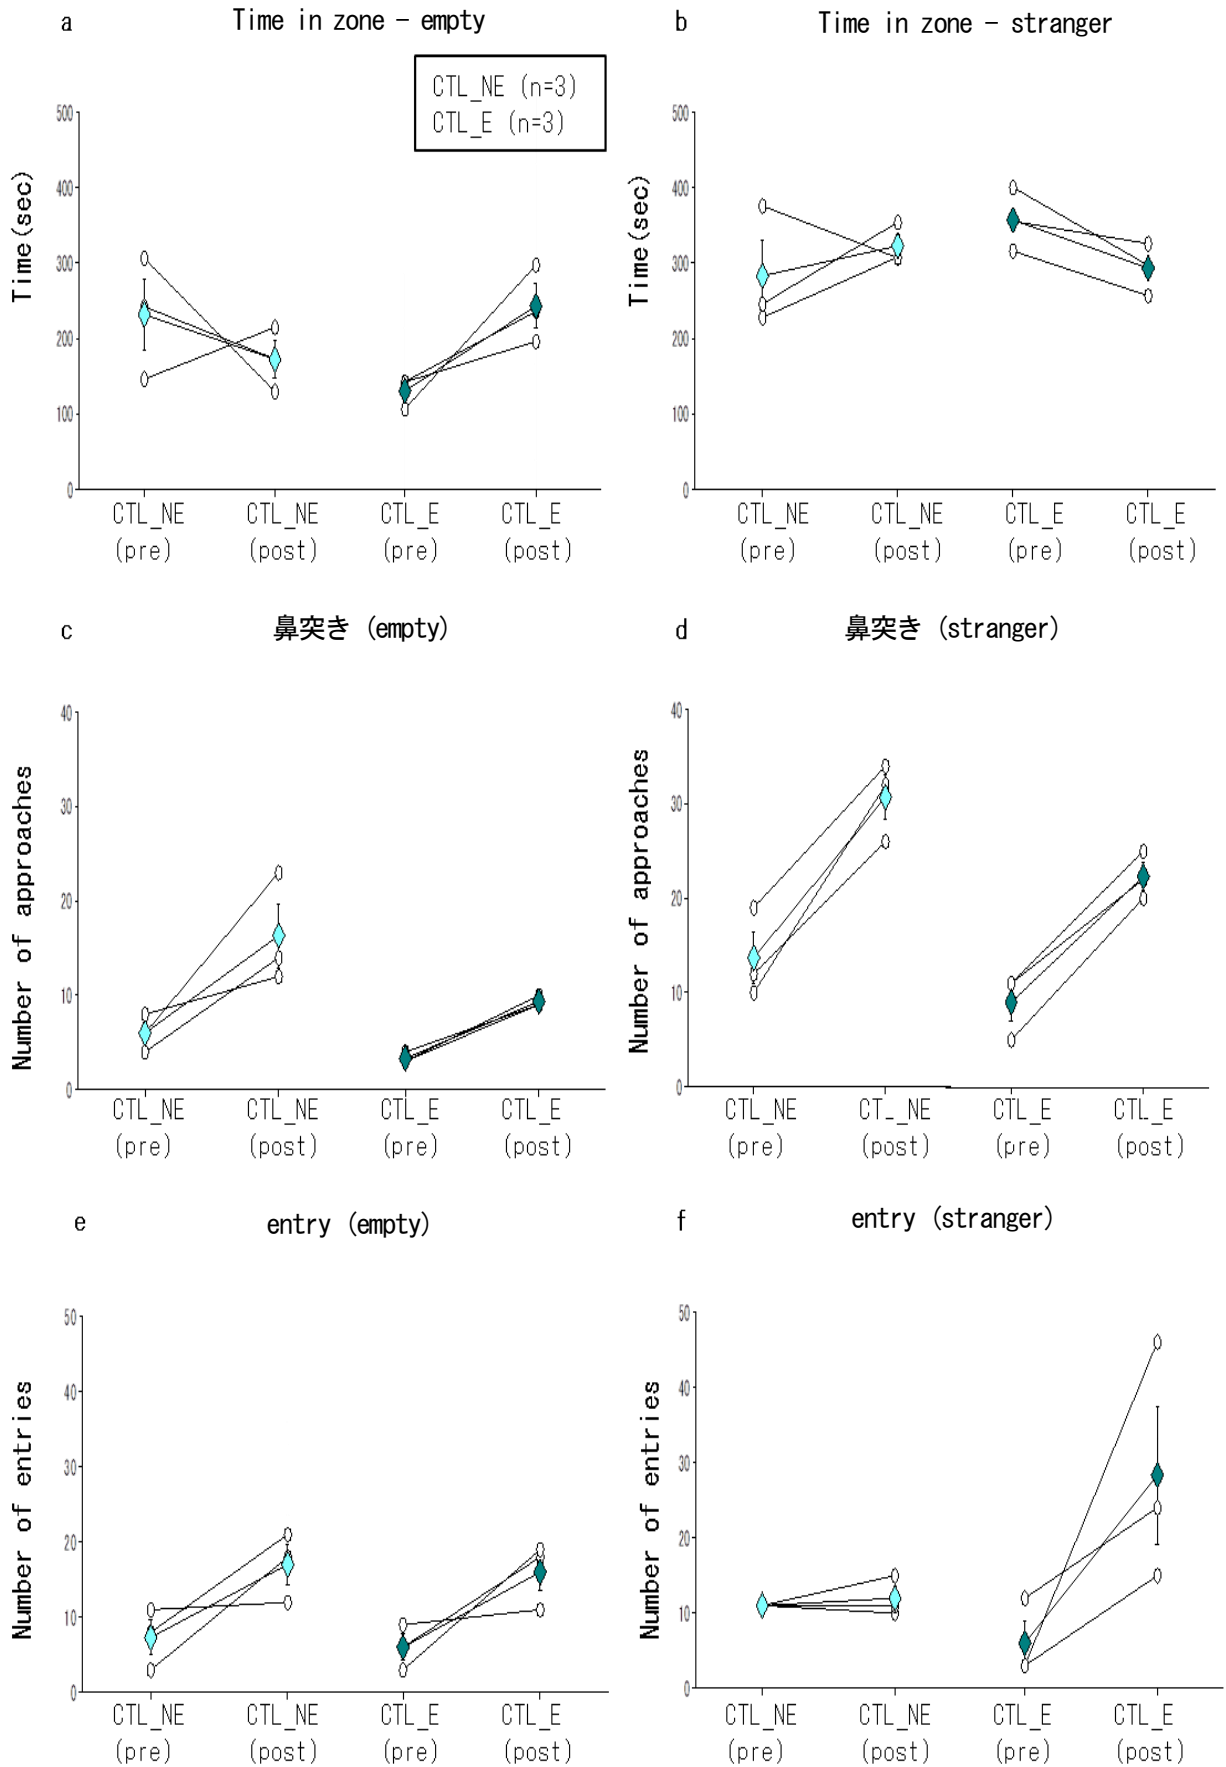 a Time in zone – empty
CTL_NE (n=3)
CTL_E (n=3)
Time(sec)
500
400
300
200
100
0
CTL_NE CTL_NE CTL_E CTL_E
(pre) (post) (pre) (post)
b Time in zone – stranger
Time(sec)
500
400
300
200
100
0
CTL_NE CTL_NE CTL_E CTL_E
(pre) (post) (pre) (post)
c 鼻突き (empty)
Number of approaches
40
30
20
10
0
CTL_NE CTL_NE CTL_E CTL_E
(pre) (post) (pre) (post)
d 鼻突き (stranger)
Number of approaches
40
30
20
10
0
CTL_NE CTL_NE CTL_E CTL_E
(pre) (post) (pre) (post)
e entry (empty)
Number of entries
50
40
30
20
10
0
CTL_NE CTL_NE CTL_E CTL_E
(pre) (post) (pre) (post)
f entry (stranger)
Number of entries
50
40
30
20
10
0
CTL_NE CTL_NE CTL_E CTL_E
(pre) (post) (pre) (post)